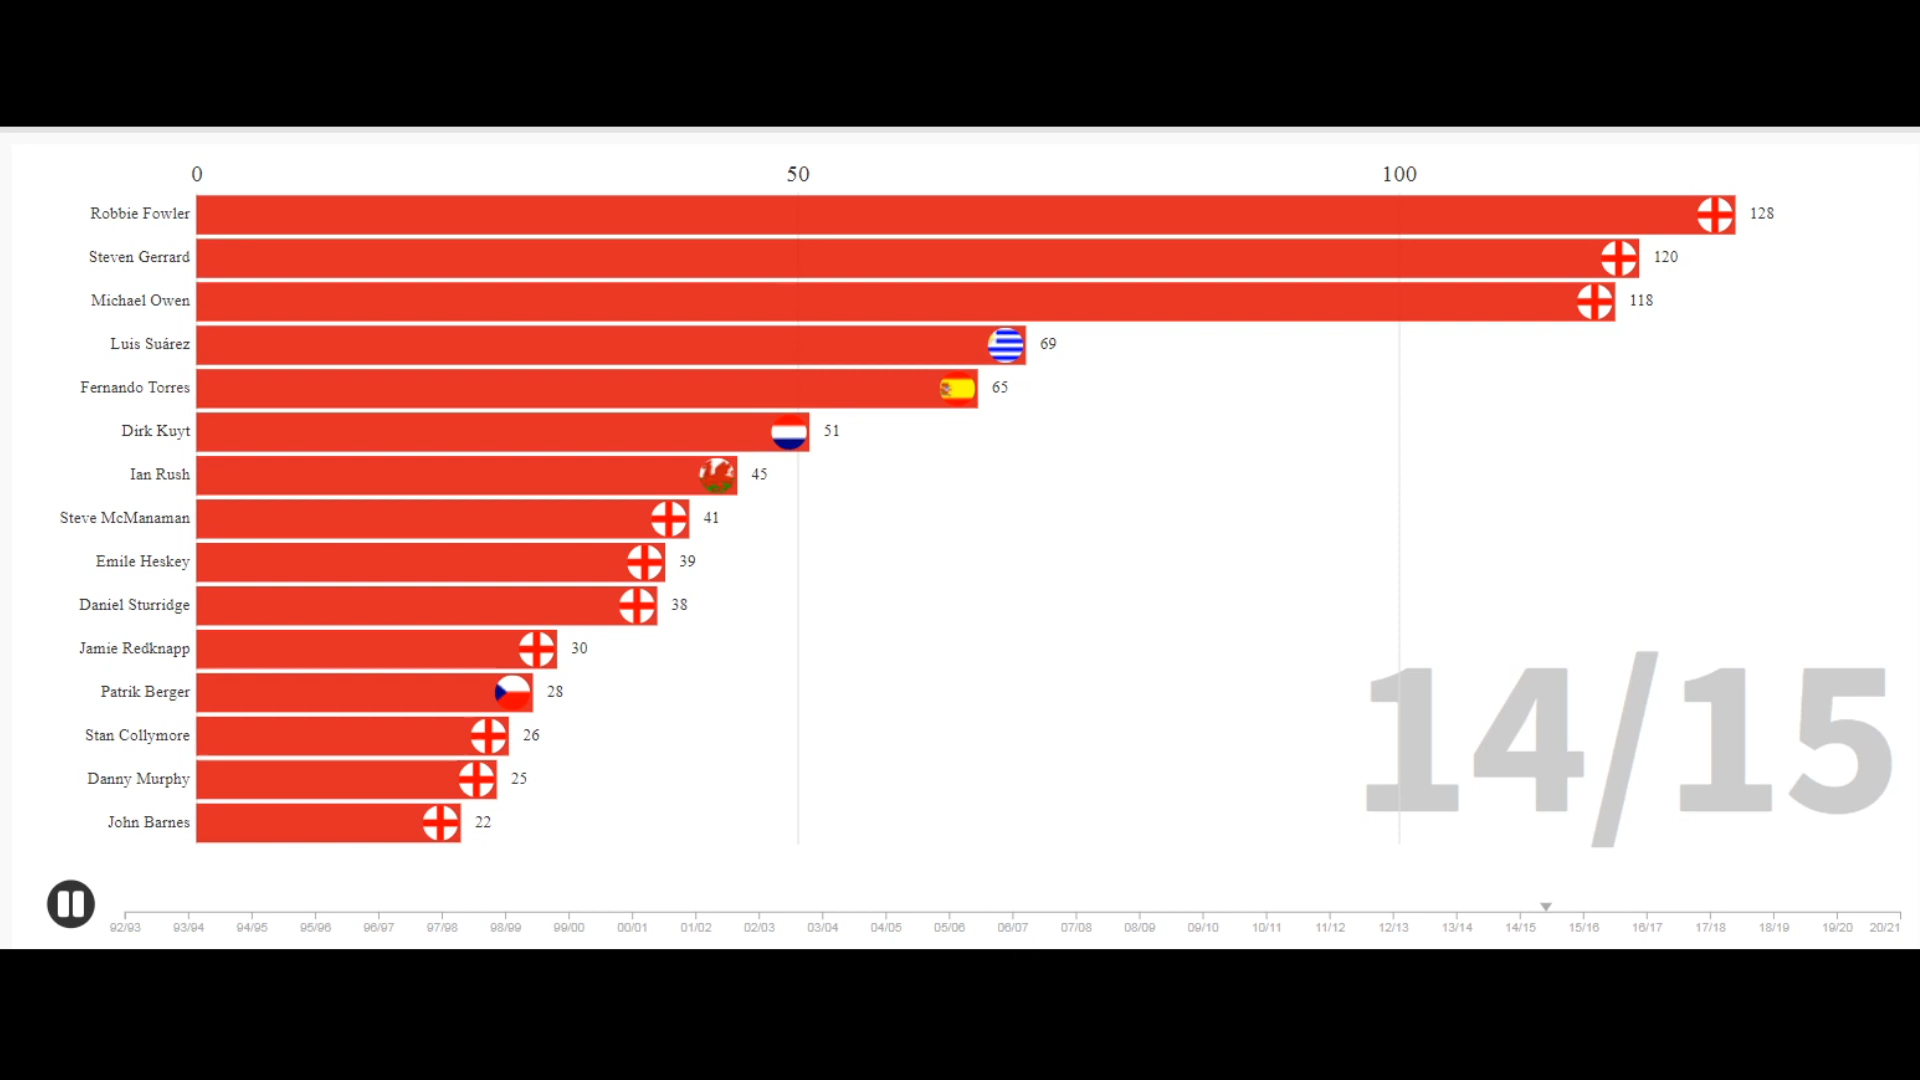 0 50 100
Robbie Fowler 128
Steven Gerrard 120
Michael Owen 118
Luis Suárez 69
Fernando Torres 65
Dirk Kuyt 51
Ian Rush 45
Steve McManaman 41
Emile Heskey 39
Daniel Sturridge 38
Jamie Redknapp 30
Patrik Berger 28
Stan Collymore 26
Danny Murphy 25
John Barnes 22
14/15
92/93 93/94 94/95 95/96 96/97 97/98 98/99 99/00 00/01 01/02 02/03 03/04 04/05 05/06 06/07 07/08 08/09 09/10 10/11 11/12 12/13 13/14 14/15 15/16 16/17 17/18 18/19 19/20 20/21